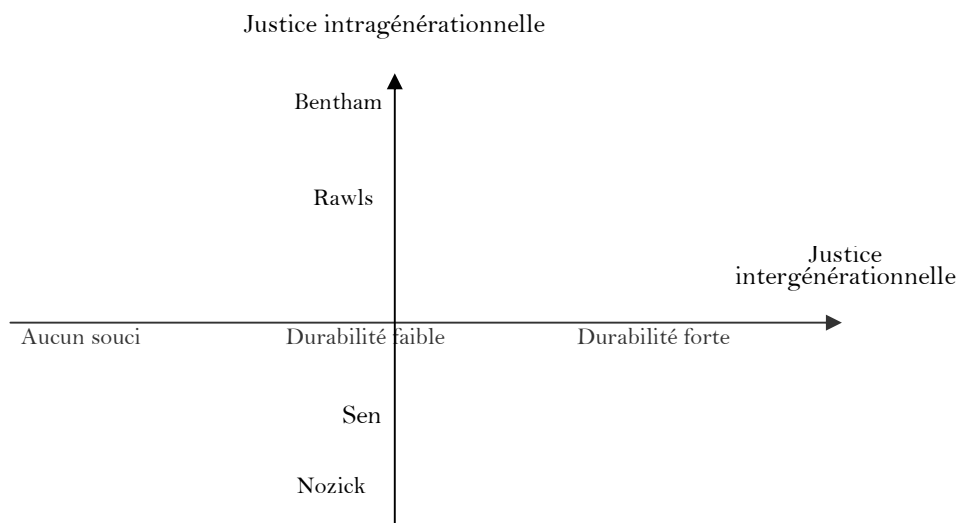 Justice intragénérationnelle
Bentham
Rawls
Justice
intergénérationnelle
Aucun souci
Durabilité faible
Durabilité forte
Sen
Nozick